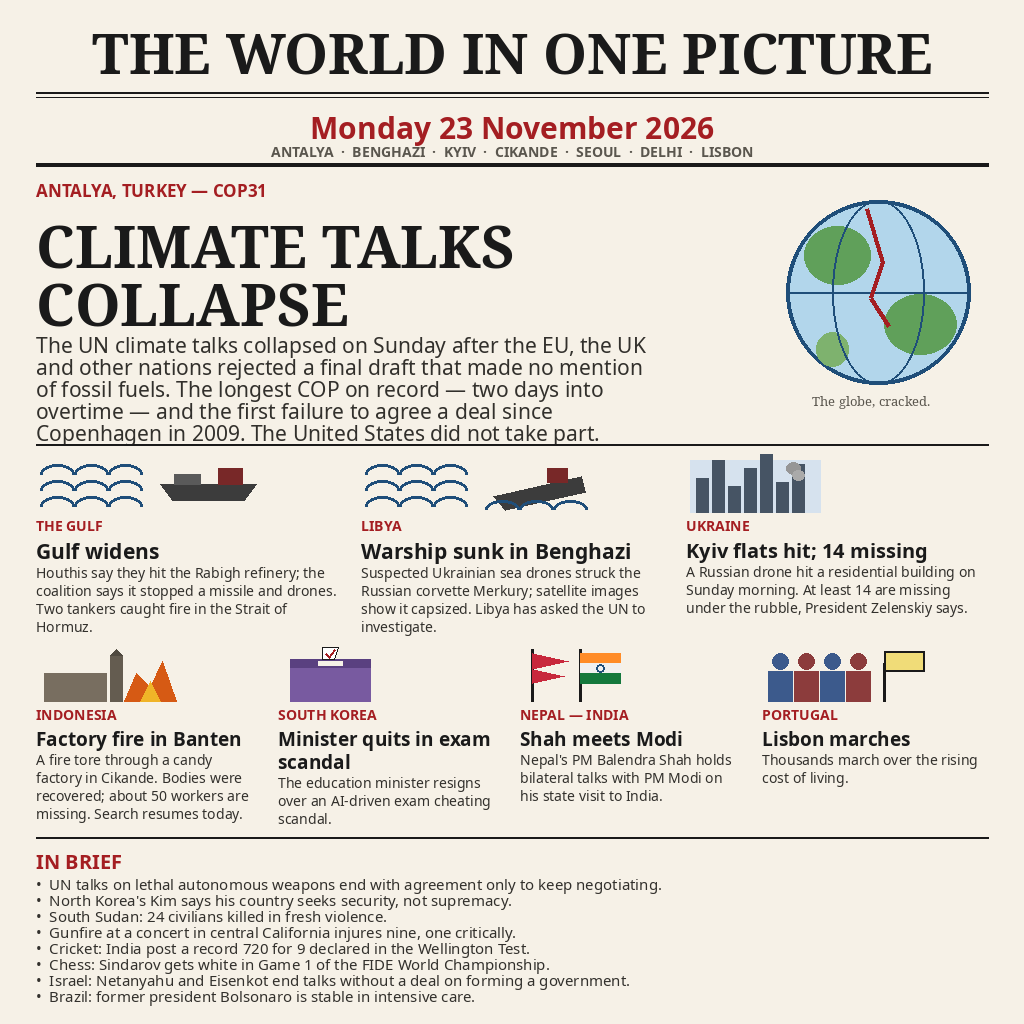 THE WORLD IN ONE PICTURE
Monday 23 November 2026
ANTALYA · BENGHAZI · KYIV · CIKANDE · SEOUL · DELHI · LISBON
ANTALYA, TURKEY — COP31
CLIMATE TALKS
COLLAPSE
The UN climate talks collapsed on Sunday after the EU, the UK
and other nations rejected a final draft that made no mention
of fossil fuels. The longest COP on record — two days into
overtime — and the first failure to agree a deal since
Copenhagen in 2009. The United States did not take part.
The globe, cracked.
THE GULF
Gulf widens
Houthis say they hit the Rabigh refinery; the
coalition says it stopped a missile and drones.
Two tankers caught fire in the Strait of
Hormuz.
LIBYA
Warship sunk in Benghazi
Suspected Ukrainian sea drones struck the
Russian corvette Merkury; satellite images
show it capsized. Libya has asked the UN to
investigate.
UKRAINE
Kyiv flats hit; 14 missing
A Russian drone hit a residential building on
Sunday morning. At least 14 are missing
under the rubble, President Zelenskiy says.
INDONESIA
Factory fire in Banten
A fire tore through a candy
factory in Cikande. Bodies were
recovered; about 50 workers are
missing. Search resumes today.
SOUTH KOREA
Minister quits in exam
scandal
The education minister resigns
over an AI-driven exam cheating
scandal.
NEPAL — INDIA
Shah meets Modi
Nepal's PM Balendra Shah holds
bilateral talks with PM Modi on
his state visit to India.
PORTUGAL
Lisbon marches
Thousands march over the rising
cost of living.
IN BRIEF
• UN talks on lethal autonomous weapons end with agreement only to keep negotiating.
• North Korea's Kim says his country seeks security, not supremacy.
• South Sudan: 24 civilians killed in fresh violence.
• Gunfire at a concert in central California injures nine, one critically.
• Cricket: India post a record 720 for 9 declared in the Wellington Test.
• Chess: Sindarov gets white in Game 1 of the FIDE World Championship.
• Israel: Netanyahu and Eisenkot end talks without a deal on forming a government.
• Brazil: former president Bolsonaro is stable in intensive care.